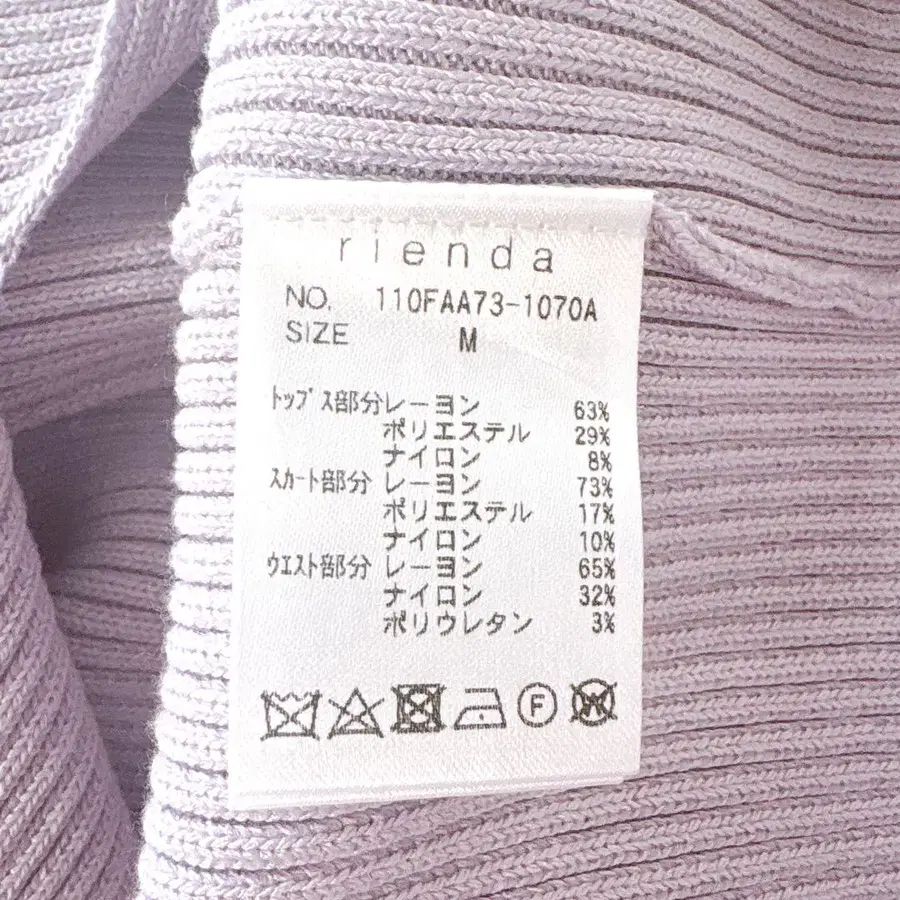 rienda
NO. 110FAA73-1070A
SIZE M
ﾄｯﾌﾟｽ部分 レーヨン 63%
ポリエステル 29%
ナイロン 8%
ｽｶｰﾄ部分 レーヨン 73%
ポリエステル 17%
ナイロン 10%
ｳｴｽﾄ部分 レーヨン 65%
ナイロン 32%
ポリウレタン 3%
F W